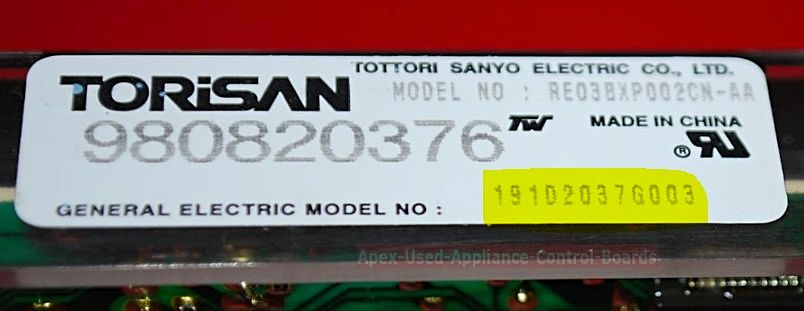 TORiSAN
TOTTORI SANYO ELECTRIC CO., LTD.
MODEL NO : RE03BXP002CN-AA
980820376
TW
MADE IN CHINA
®
GENERAL ELECTRIC MODEL NO : 191D2037G003
Apex-Used-Appliance-Control-Boards